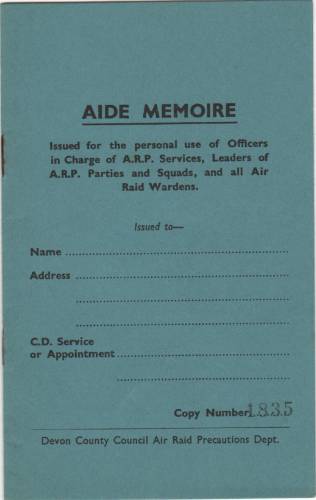 AIDE MEMOIRE
Issued for the personal use of Officers
in Charge of A.R.P. Services, Leaders of
A.R.P. Parties and Squads, and all Air
Raid Wardens.
Issued to—
Name
Address
C.D. Service
or Appointment
Copy Number 1835
Devon County Council Air Raid Precautions Dept.